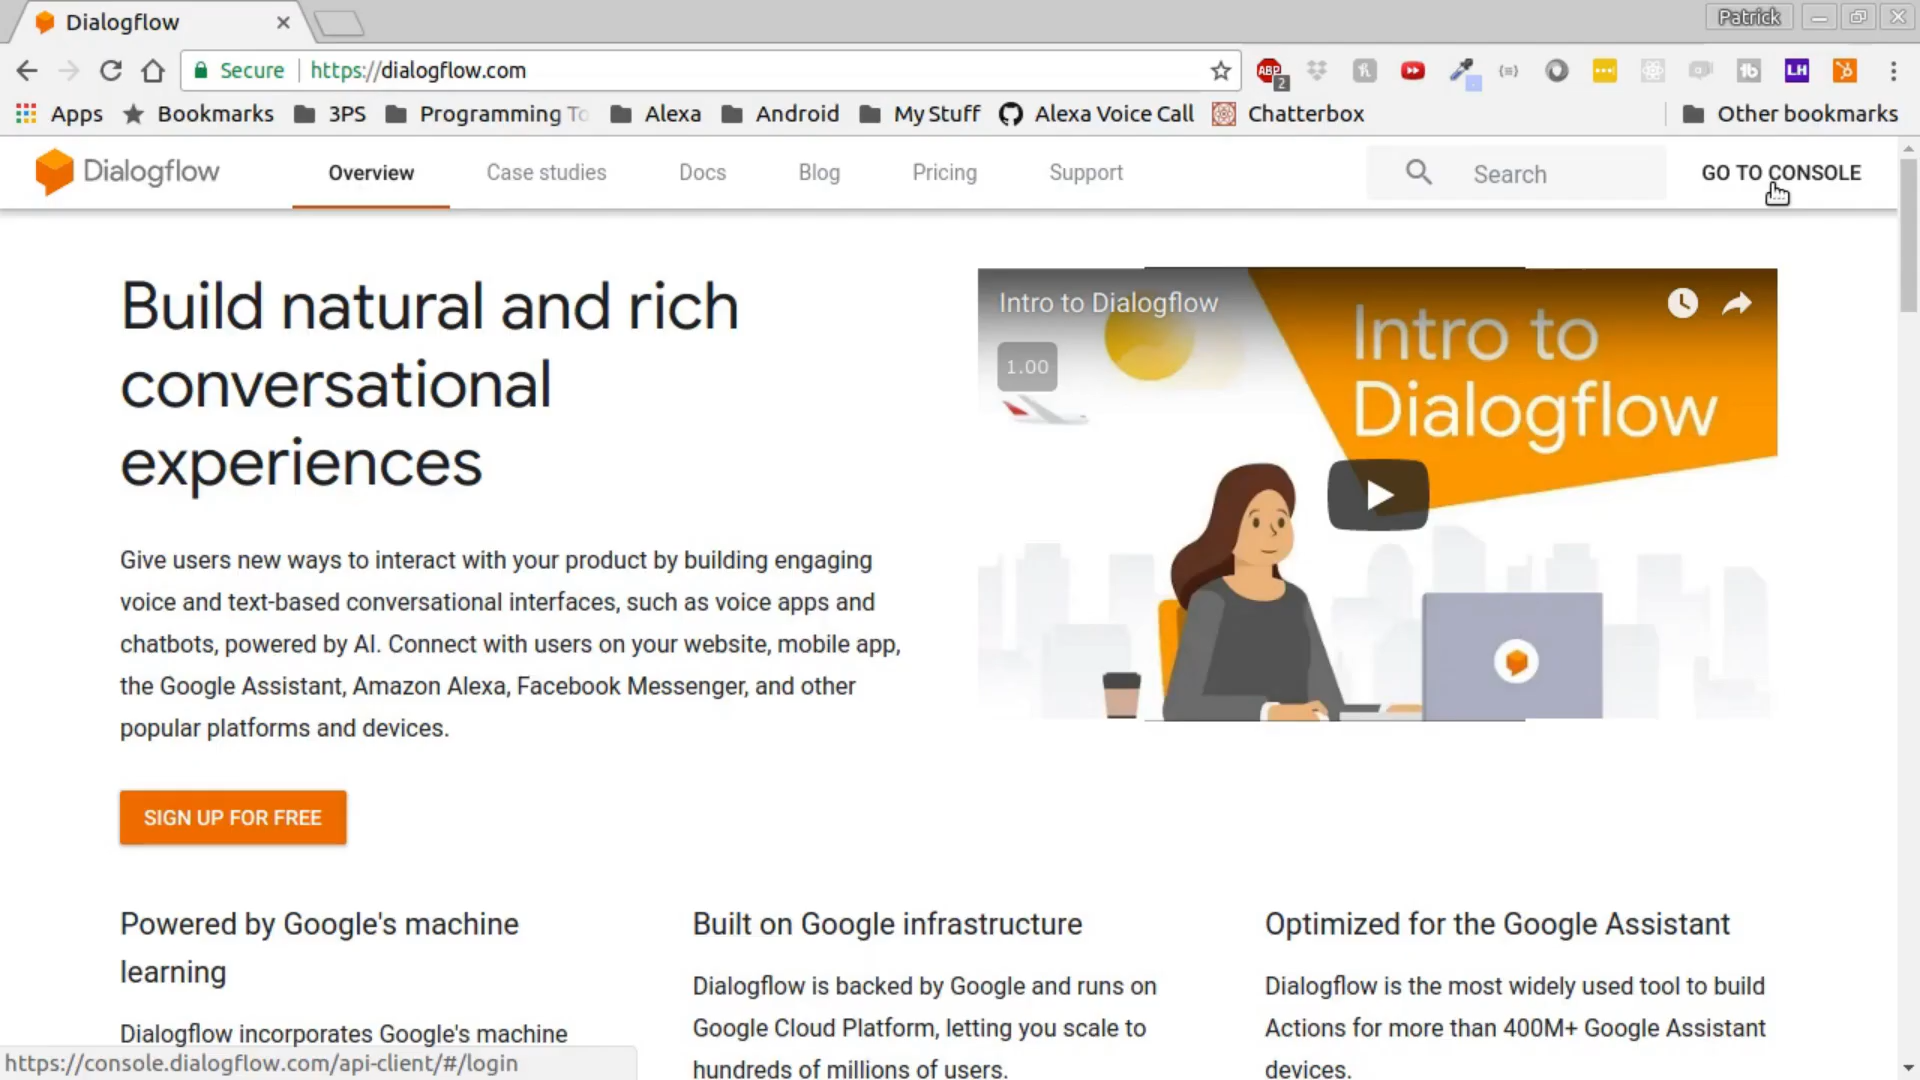 Dialogflow
Patrick
Secure https://dialogflow.com
ABP 2 h {=} a! tb LH
Apps Bookmarks 3PS Programming To Alexa Android My Stuff Alexa Voice Call Chatterbox Other bookmarks
Dialogflow Overview Case studies Docs Blog Pricing Support Search GO TO CONSOLE
Build natural and rich
conversational
experiences
Give users new ways to interact with your product by building engaging
voice and text-based conversational interfaces, such as voice apps and
chatbots, powered by AI. Connect with users on your website, mobile app,
the Google Assistant, Amazon Alexa, Facebook Messenger, and other
popular platforms and devices.
SIGN UP FOR FREE
Intro to Dialogflow
1.00
Intro to
Dialogflow
Powered by Google's machine
learning
Dialogflow incorporates Google's machine
Built on Google infrastructure
Dialogflow is backed by Google and runs on
Google Cloud Platform, letting you scale to
hundreds of millions of users.
Optimized for the Google Assistant
Dialogflow is the most widely used tool to build
Actions for more than 400M+ Google Assistant
devices.
https://console.dialogflow.com/api-client/#/login